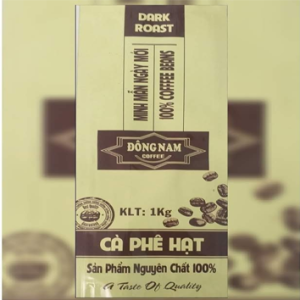 DARK
ROAST
MINH MẪN NGÀY MỚI
100% COFFFEE BEANS
ĐÔNG NAM
COFFEE
KLT: 1Kg
CÀ PHÊ HẠT
Sản Phẩm Nguyên Chất 100%
A Taste Of Quality